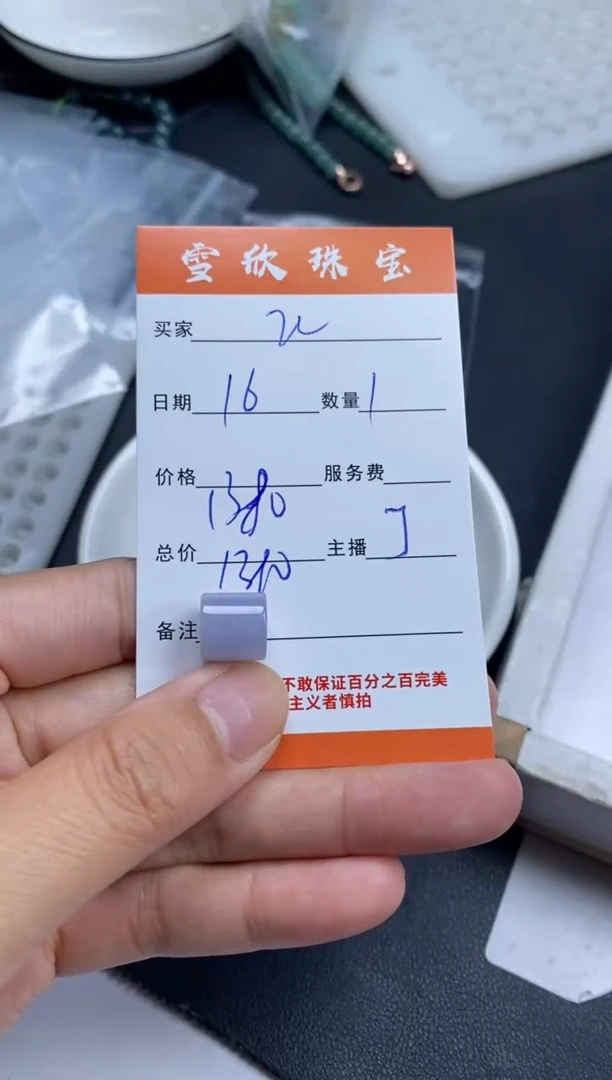 雪欣珠宝
买家
日期 16 数量 1
价格 服务费
1380
总价 主播
1380
备注
不敢保证百分之百完美
主义者慎拍